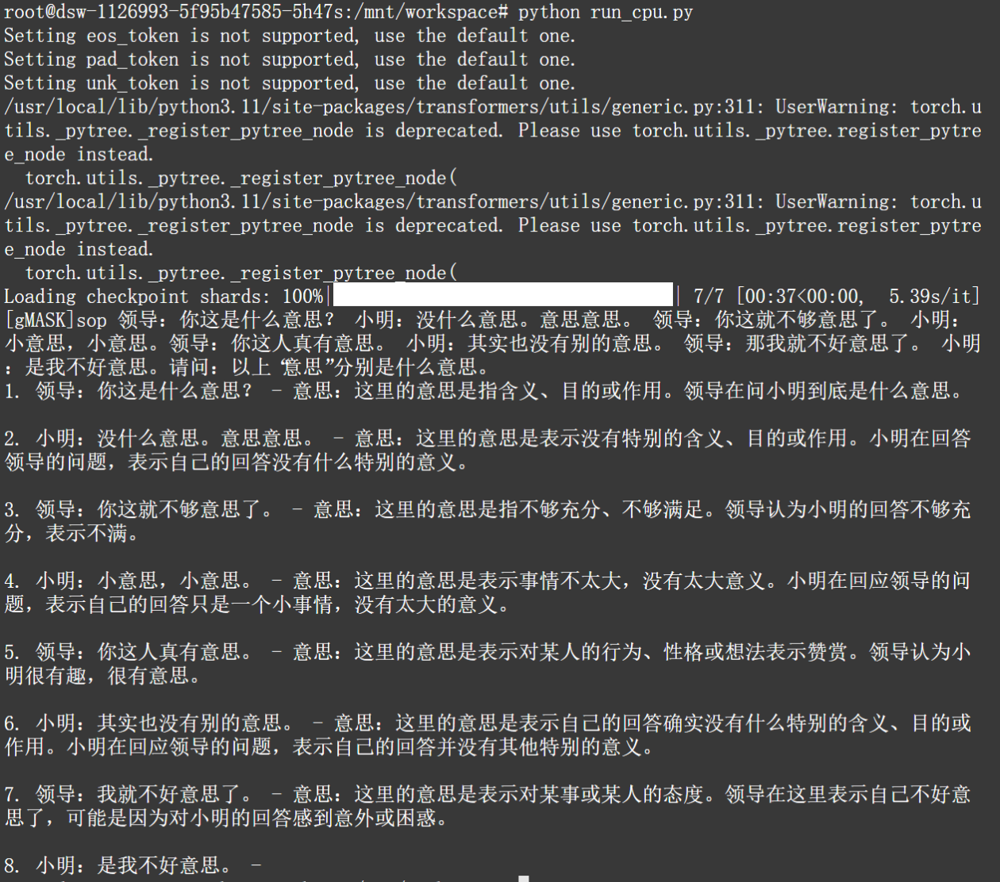 root@dsw-1126993-5f95b47585-5h47s:/mnt/workspace# python run_cpu.py
Setting eos_token is not supported, use the default one.
Setting pad_token is not supported, use the default one.
Setting unk_token is not supported, use the default one.
/usr/local/lib/python3.11/site-packages/transformers/utils/generic.py:311: UserWarning: torch.u
tils._pytree._register_pytree_node is deprecated. Please use torch.utils._pytree.register_pytre
e_node instead.
  torch.utils._pytree._register_pytree_node(
/usr/local/lib/python3.11/site-packages/transformers/utils/generic.py:311: UserWarning: torch.u
tils._pytree._register_pytree_node is deprecated. Please use torch.utils._pytree.register_pytre
e_node instead.
  torch.utils._pytree._register_pytree_node(
Loading checkpoint shards: 100%| | 7/7 [00:37<00:00,  5.39s/it]
[gMASK]sop 领导：你这是什么意思？ 小明：没什么意思。意思意思。 领导：你这就不够意思了。 小明：
小意思，小意思。领导：你这人真有意思。 小明：其实也没有别的意思。 领导：那我就不好意思了。 小明
：是我不好意思。请问：以上“意思”分别是什么意思。
1. 领导：你这是什么意思？ - 意思：这里的意思是指含义、目的或作用。领导在问小明到底是什么意思。
2. 小明：没什么意思。意思意思。 - 意思：这里的意思是表示没有特别的含义、目的或作用。小明在回答
领导的问题，表示自己的回答没有什么特别的意义。
3. 领导：你这就不够意思了。 - 意思：这里的意思是指不够充分、不够满足。领导认为小明的回答不够充
分，表示不满。
4. 小明：小意思，小意思。 - 意思：这里的意思是表示事情不太大，没有太大意义。小明在回应领导的问
题，表示自己的回答只是一个小事情，没有太大的意义。
5. 领导：你这人真有意思。 - 意思：这里的意思是表示对某人的行为、性格或想法表示赞赏。领导认为小
明很有趣，很有意思。
6. 小明：其实也没有别的意思。 - 意思：这里的意思是表示自己的回答确实没有什么特别的含义、目的或
作用。小明在回应领导的问题，表示自己的回答并没有其他特别的意义。
7. 领导：我就不好意思了。 - 意思：这里的意思是表示对某事或某人的态度。领导在这里表示自己不好意
思了，可能是因为对小明的回答感到意外或困惑。
8. 小明：是我不好意思。 -